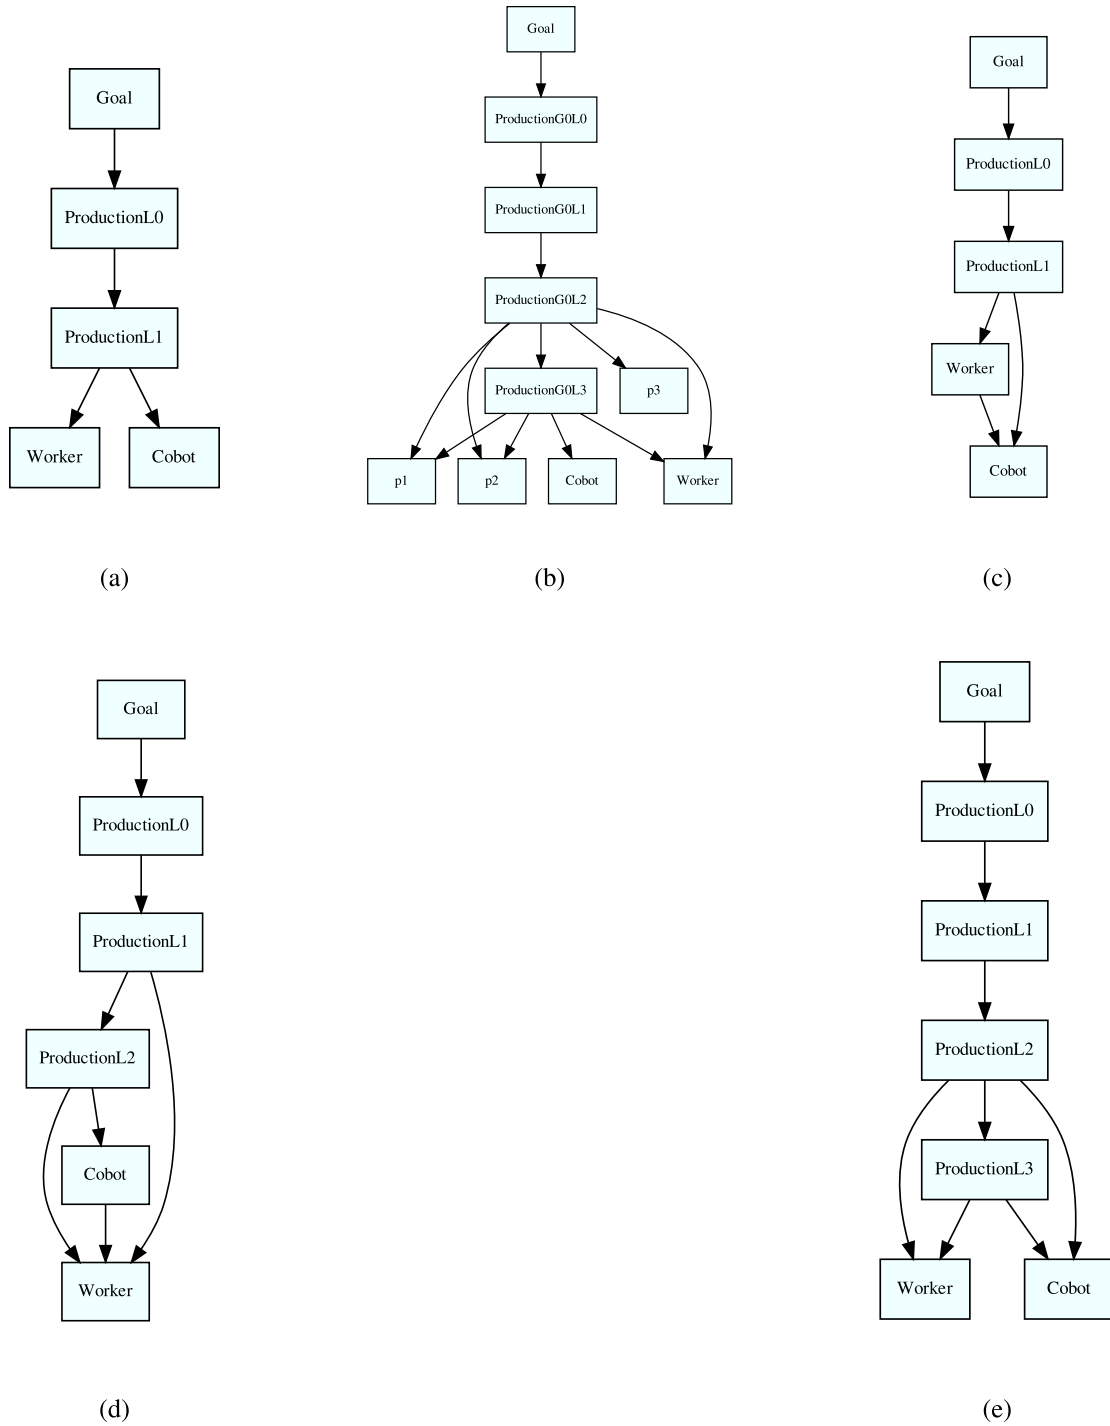 Goal
ProductionL0
ProductionL1
Worker
Cobot
(a)
Goal
ProductionG0L0
ProductionG0L1
ProductionG0L2
ProductionG0L3
p3
p1
p2
Cobot
Worker
(b)
Goal
ProductionL0
ProductionL1
Worker
Cobot
(c)
Goal
ProductionL0
ProductionL1
ProductionL2
Cobot
Worker
(d)
Goal
ProductionL0
ProductionL1
ProductionL2
ProductionL3
Worker
Cobot
(e)